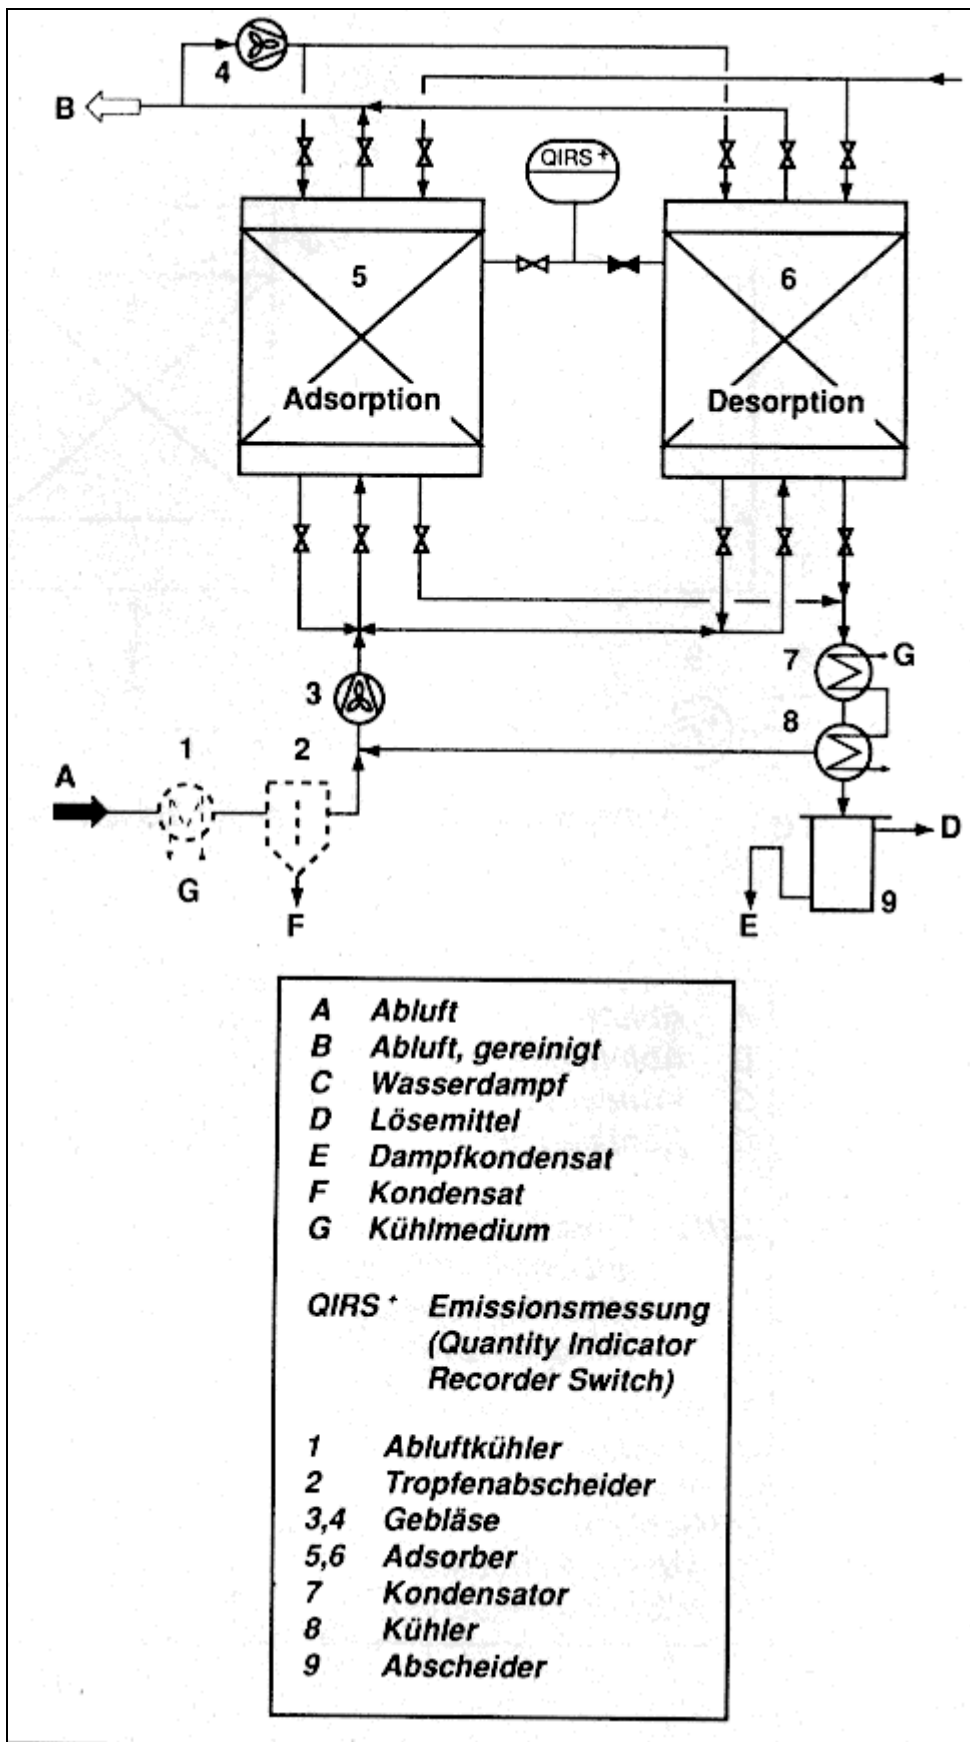 4
B
QIRS +
5
6
Adsorption
Desorption
7
G
3
8
1
2
A
D
G
9
F
E
A Abluft
B Abluft, gereinigt
C Wasserdampf
D Lösemittel
E Dampfkondensat
F Kondensat
G Kühlmedium
QIRS + Emissionsmessung
(Quantity Indicator
Recorder Switch)
1 Abluftkühler
2 Tropfenabscheider
3,4 Gebläse
5,6 Adsorber
7 Kondensator
8 Kühler
9 Abscheider